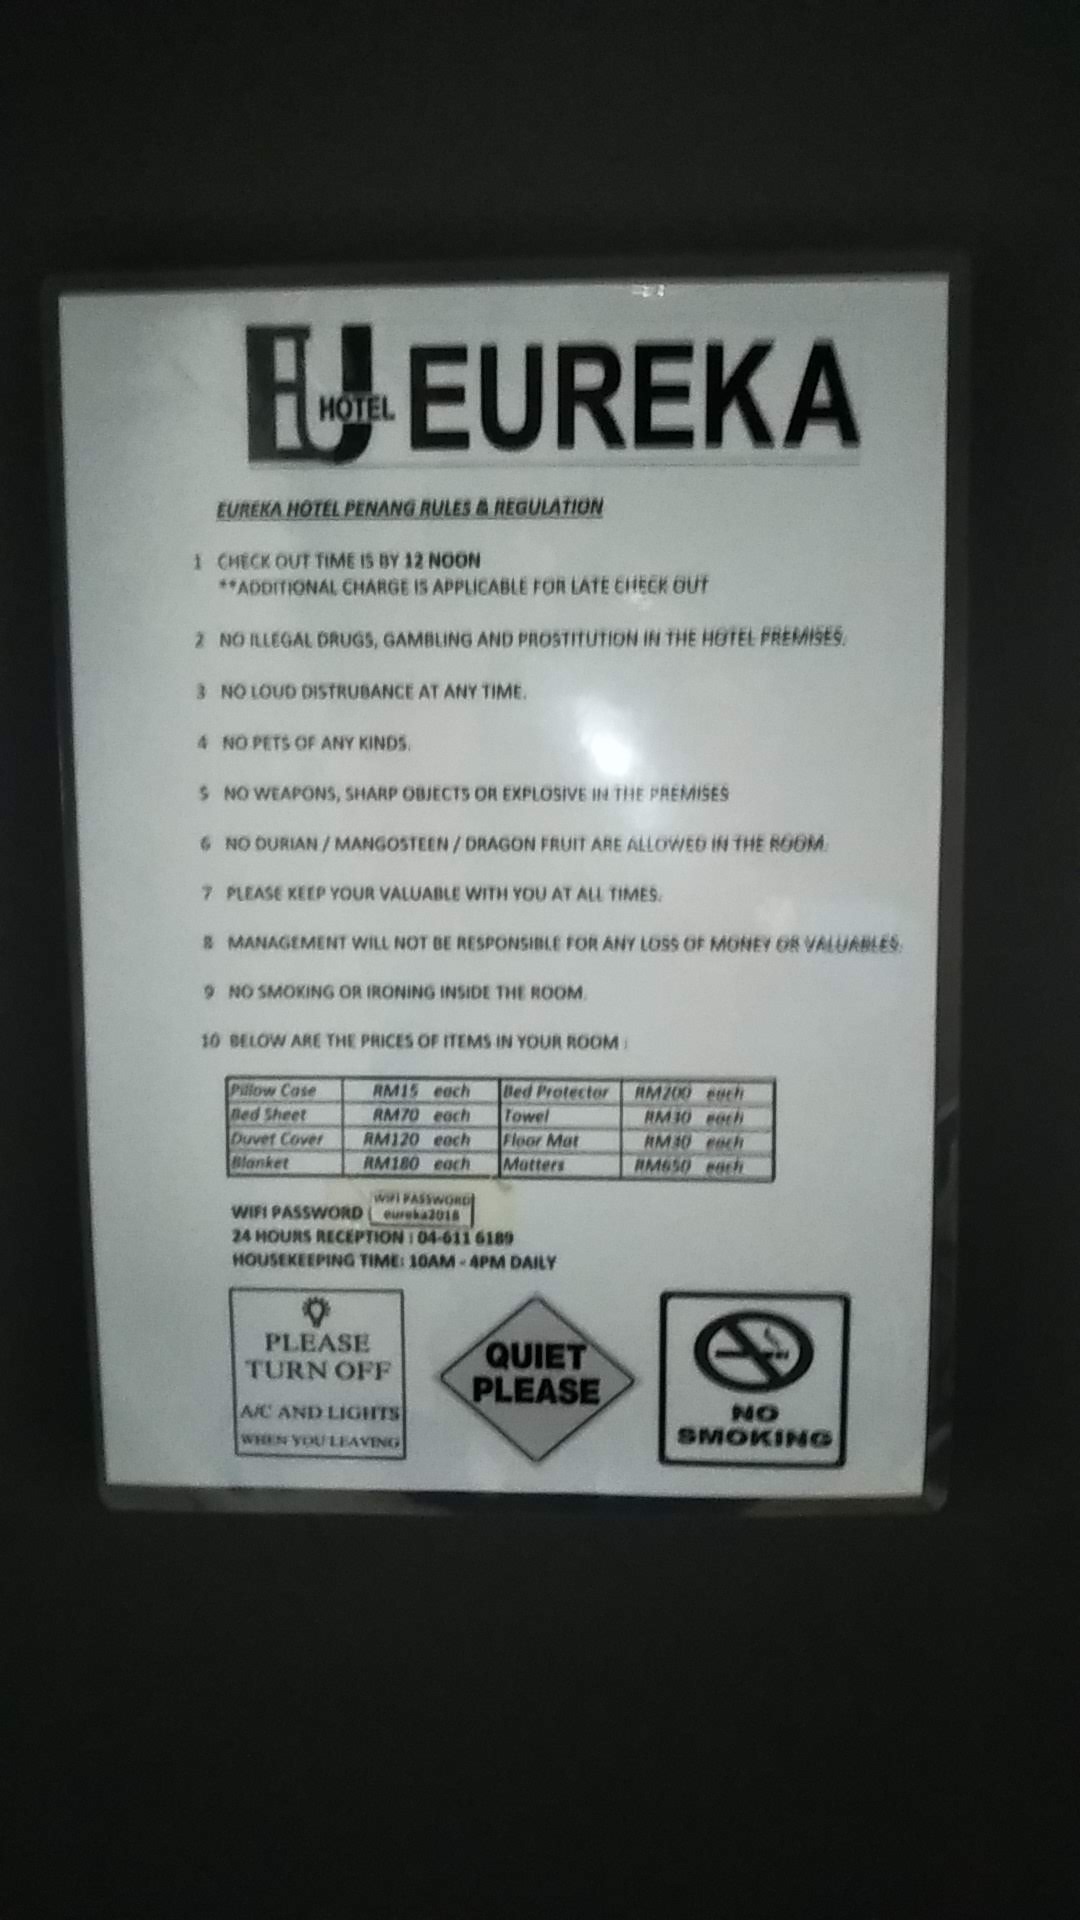 EU HOTEL EUREKA
EUREKA HOTEL PENANG RULES & REGULATION
1 CHECK OUT TIME IS BY 12 NOON
**ADDITIONAL CHARGE IS APPLICABLE FOR LATE CHECK OUT
2 NO ILLEGAL DRUGS, GAMBLING AND PROSTITUTION IN THE HOTEL PREMISES.
3 NO LOUD DISTRUBANCE AT ANY TIME.
4 NO PETS OF ANY KINDS.
5 NO WEAPONS, SHARP OBJECTS OR EXPLOSIVE IN THE PREMISES
6 NO DURIAN / MANGOSTEEN / DRAGON FRUIT ARE ALLOWED IN THE ROOM.
7 PLEASE KEEP YOUR VALUABLE WITH YOU AT ALL TIMES.
8 MANAGEMENT WILL NOT BE RESPONSIBLE FOR ANY LOSS OF MONEY OR VALUABLES.
9 NO SMOKING OR IRONING INSIDE THE ROOM.
10 BELOW ARE THE PRICES OF ITEMS IN YOUR ROOM :
Pillow Case RM15 each Bed Protector RM200 each
Bed Sheet RM70 each Towel RM30 each
Duvet Cover RM120 each Floor Mat RM30 each
Blanket RM180 each Matters RM650 each
WIFI PASSWORD
WIFI PASSWORD eureka2018
24 HOURS RECEPTION : 04-611 6189
HOUSEKEEPING TIME: 10AM - 4PM DAILY
PLEASE
TURN OFF
A/C AND LIGHTS
WHEN YOU LEAVING
QUIET
PLEASE
NO
SMOKING